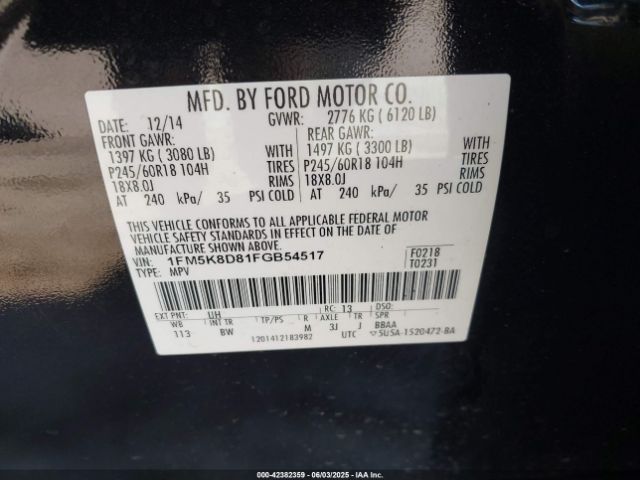 MFD. BY FORD MOTOR CO.
DATE: 12/14 GVWR: 2776 KG ( 6120 LB)
FRONT GAWR: REAR GAWR:
1397 KG ( 3080 LB) WITH 1497 KG ( 3300 LB) WITH
P245/60R18 104H TIRES P245/60R18 104H TIRES
18X8.0J RIMS 18X8.0J RIMS
AT 240 kPa/ 35 PSI COLD AT 240 kPa/ 35 PSI COLD
THIS VEHICLE CONFORMS TO ALL APPLICABLE FEDERAL MOTOR
VEHICLE SAFETY STANDARDS IN EFFECT ON THE DATE OF
MANUFACTURE SHOWN ABOVE.
VIN: 1FM5K8D81FGB54517 F0218
TYPE: MPV T0231
EXT PNT: UH RC: 13 DSO:
WB INT TR TP/PS R AXLE TR SPR
113 BW M 3J J BBAA
1201412183982 UTC 5USA-1520472-BA
00-42382359 | 06/03/2025 | IAA Inc.